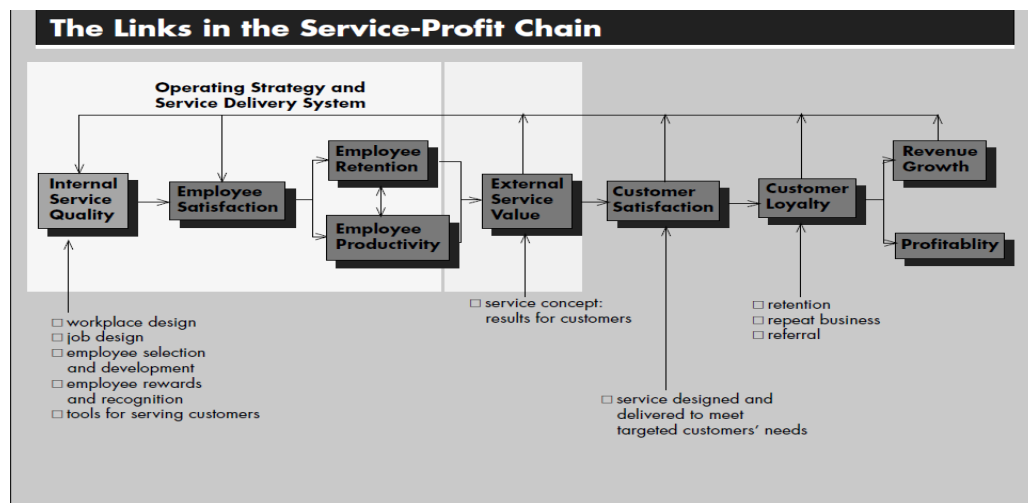 The Links in the Service-Profit Chain
Operating Strategy and
Service Delivery System
Internal
Service
Quality
Employee
Satisfaction
Employee
Retention
Employee
Productivity
External
Service
Value
Customer
Satisfaction
Customer
Loyalty
Revenue
Growth
Profitablity
□ workplace design
□ job design
□ employee selection
and development
□ employee rewards
and recognition
□ tools for serving customers
□ service concept:
results for customers
□ service designed and
delivered to meet
targeted customers’ needs
□ retention
□ repeat business
□ referral